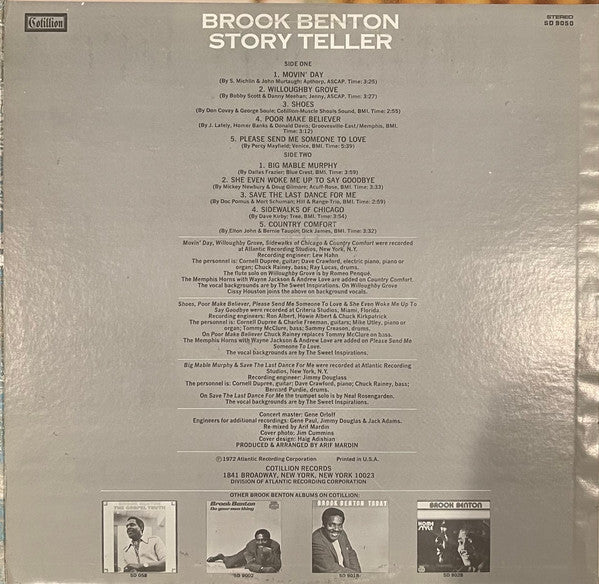 Cotillion
BROOK BENTON
STORY TELLER
STEREO
SD 9050
SIDE ONE
1. MOVIN' DAY
(By S. Michlin & John Murtaugh; Apthorp, ASCAP. Time: 3:25)
2. WILLOUGHBY GROVE
(By Bobby Scott & Danny Meehan; Jenny, ASCAP. Time: 3:27)
3. SHOES
(By Don Covay & George Soule; Cotillion-Muscle Shoals Sound, BMI. Time: 2:55)
4. POOR MAKE BELIEVER
(By J. Lately, Homer Banks & Donald Davis; Groovesville-East/Memphis, BMI.
Time: 3:12)
5. PLEASE SEND ME SOMEONE TO LOVE
(By Percy Mayfield; Venice, BMI. Time: 5:39)
SIDE TWO
1. BIG MABLE MURPHY
(By Dallas Frazier; Blue Crest, BMI. Time: 3:59)
2. SHE EVEN WOKE ME UP TO SAY GOODBYE
(By Mickey Newbury & Doug Gilmore; Acuff-Rose, BMI. Time: 3:33)
3. SAVE THE LAST DANCE FOR ME
(By Doc Pomus & Mort Shuman; Hill & Range-Trio, BMI. Time: 2:59)
4. SIDEWALKS OF CHICAGO
(By Dave Kirby; Tree, BMI. Time: 3:54)
5. COUNTRY COMFORT
(By Elton John & Bernie Taupin; Dick James, BMI. Time: 3:32)
Movin' Day, Willoughby Grove, Sidewalks of Chicago & Country Comfort were recorded
at Atlantic Recording Studios, New York, N.Y.
Recording engineer: Lew Hahn
The personnel is: Cornell Dupree, guitar; Dave Crawford, electric piano, piano or
organ; Chuck Rainey, bass; Ray Lucas, drums.
The flute solo on Willoughby Grove is by Romeo Penque.
The Memphis Horns with Wayne Jackson & Andrew Love are added on Country Comfort.
The vocal backgrounds are by The Sweet Inspirations. On Willoughby Grove
Cissy Houston joins the above on background vocals.
Shoes, Poor Make Believer, Please Send Me Someone To Love & She Even Woke Me Up To
Say Goodbye were recorded at Criteria Studios, Miami, Florida.
Recording engineers: Ron Albert, Howie Albert & Chuck Kirkpatrick
The personnel is: Cornell Dupree & Charlie Freeman, guitars; Mike Utley, piano or
organ; Tommy McClure, bass; Sammy Creason, drums.
On Poor Make Believer Chuck Rainey replaces Tommy McClure on bass.
The Memphis Horns with Wayne Jackson & Andrew Love are added on Please Send Me
Someone To Love.
The vocal backgrounds are by The Sweet Inspirations.
Big Mable Murphy & Save The Last Dance For Me were recorded at Atlantic Recording
Studios, New York, N.Y.
Recording engineer: Jimmy Douglass
The personnel is: Cornell Dupree, guitar; Dave Crawford, piano; Chuck Rainey, bass;
Bernard Purdie, drums.
On Save The Last Dance For Me the trumpet solo is by Neal Rosengarden.
The vocal backgrounds are by The Sweet Inspirations.
Concert master: Gene Orloff
Engineers for additional recordings: Gene Paul, Jimmy Douglass & Jack Adams.
Re-mixed by Arif Mardin
Cover photo: Jim Cummins
Cover design: Haig Adishian
PRODUCED & ARRANGED BY ARIF MARDIN
Ⓟ 1972 Atlantic Recording Corporation Printed in U.S.A.
COTILLION RECORDS
1841 BROADWAY, NEW YORK, NEW YORK 10023
DIVISION OF ATLANTIC RECORDING CORPORATION
OTHER BROOK BENTON ALBUMS ON COTILLION:
BROOK BENTON
THE GOSPEL TRUTH
Brook Benton
Do your own thing
BROOK BENTON TODAY
BROOK BENTON
HOME
STYLE
SD 058
SD 9002
SD 9018
SD 9028